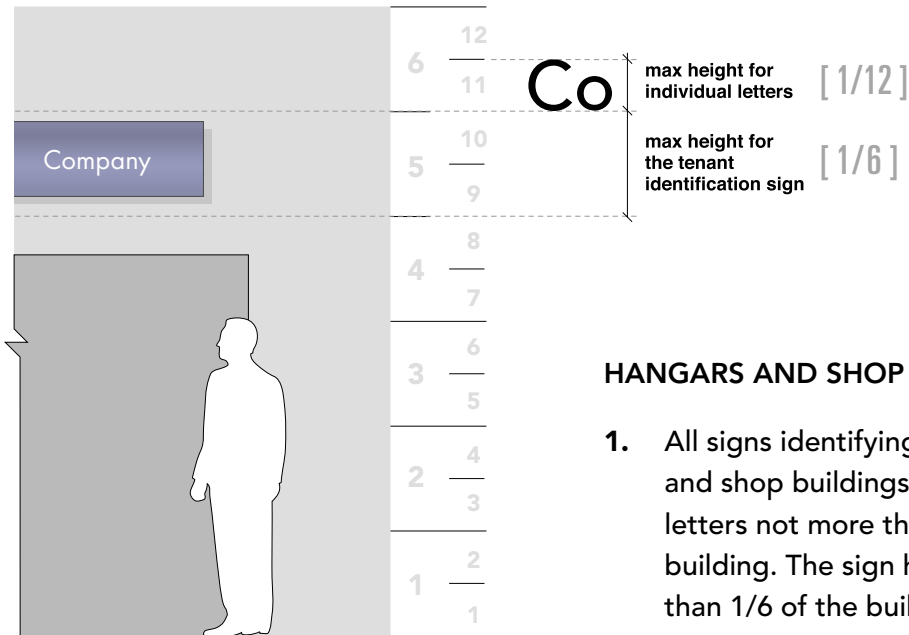 12
6
11
Co
max height for
individual letters
[ 1/12 ]
10
5
9
Company
max height for
the tenant
identification sign
[ 1/6 ]
8
4
7
6
3
5
4
2
3
2
1
1
HANGARS AND SHOP
1. All signs identifying
and shop buildings
letters not more th
building. The sign h
than 1/6 of the buil